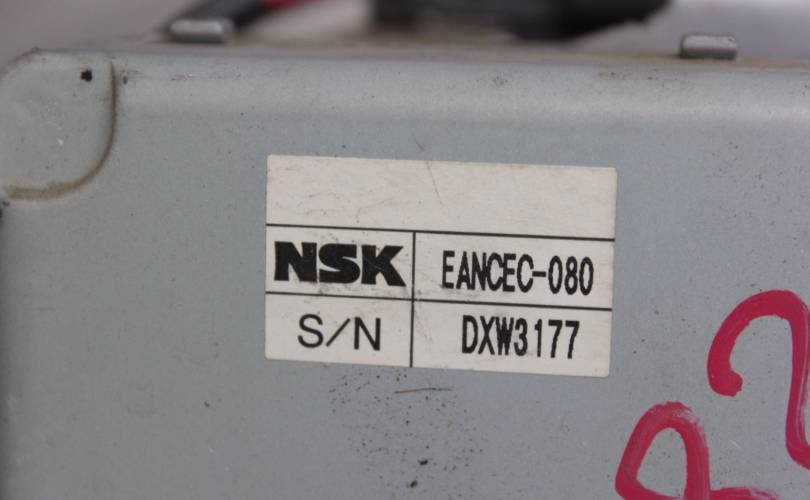 NSK EANCEC-080
S/N DXW3177